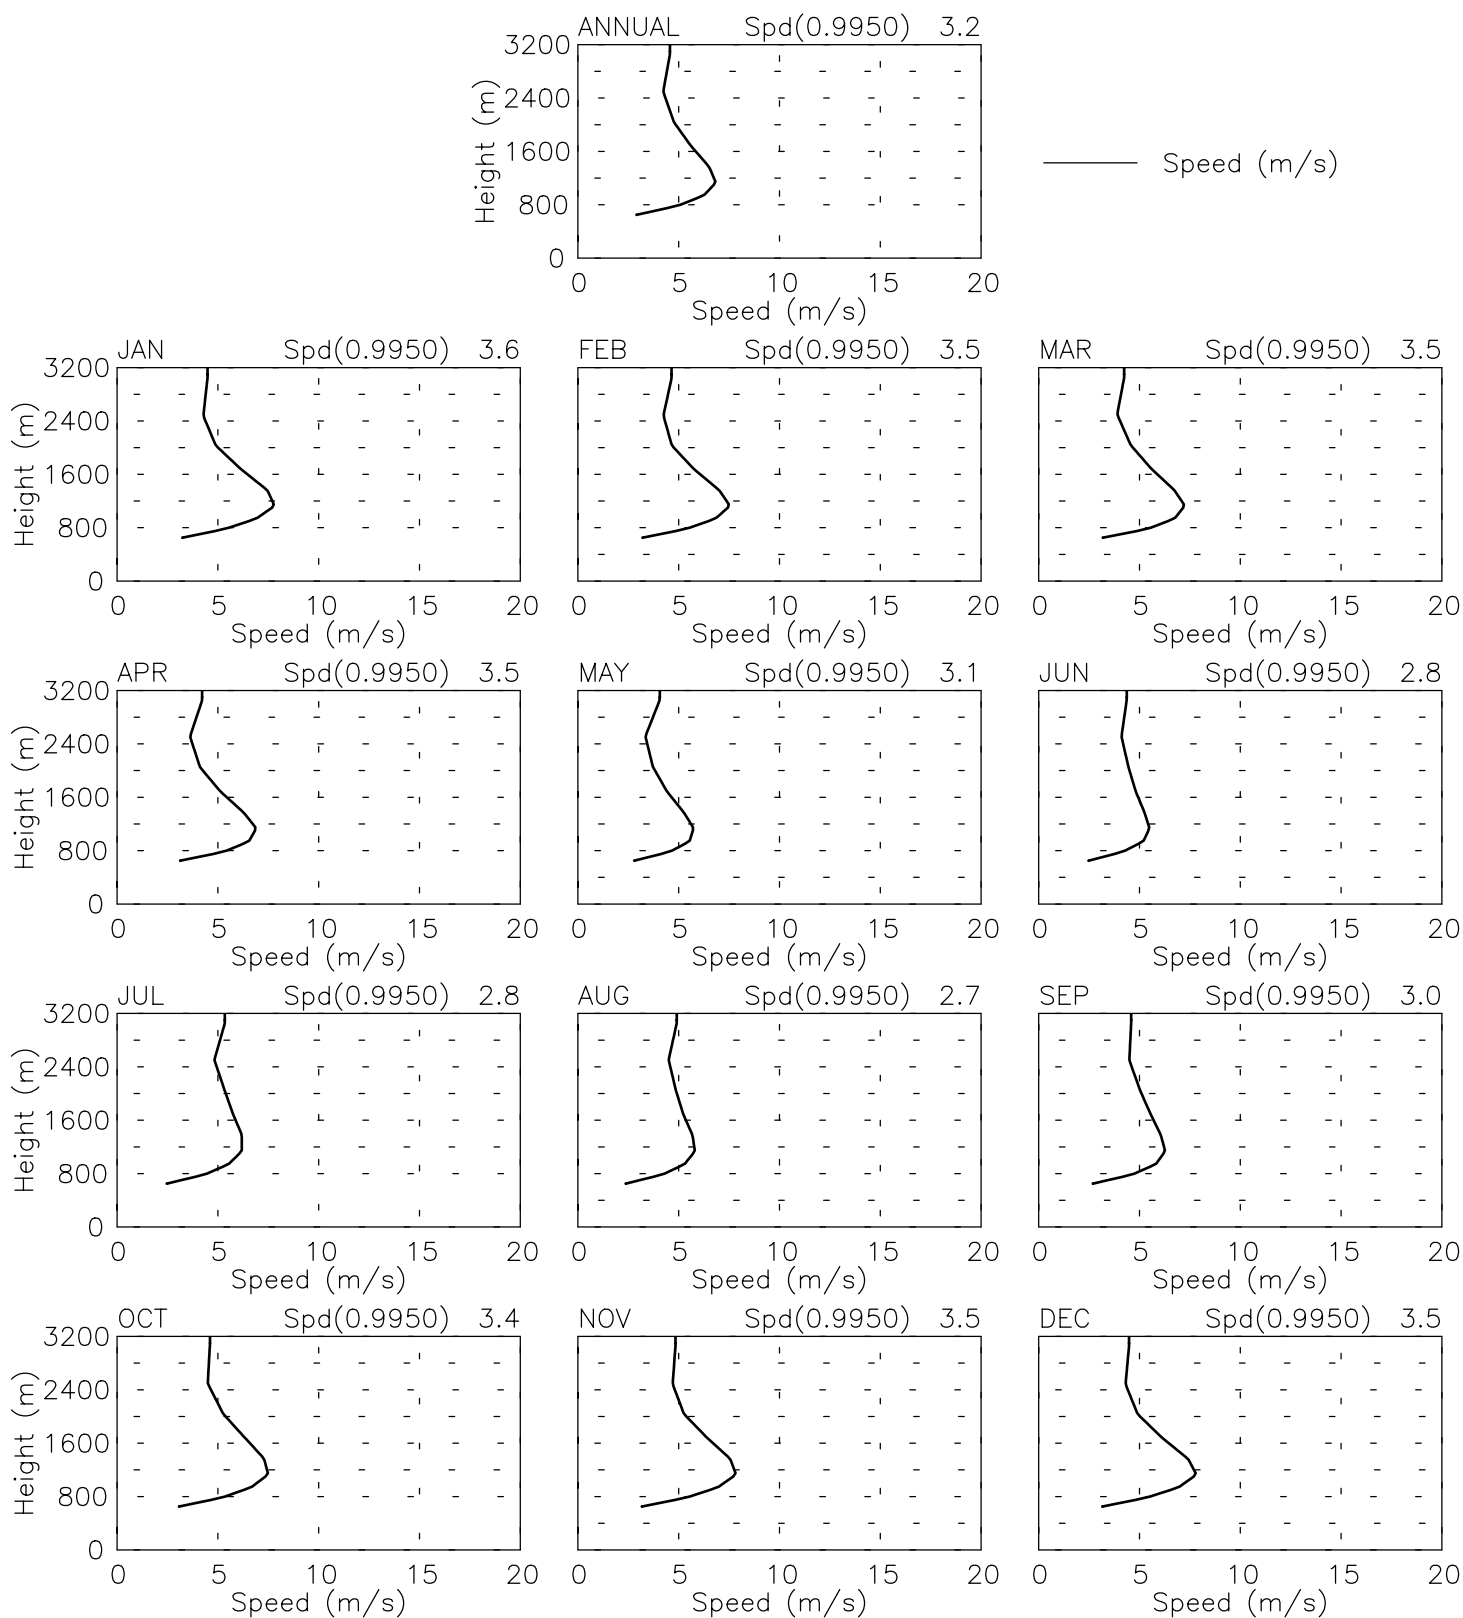 ANNUAL Spd(0.9950) 3.2
3200
2400
1600
800
0
Height (m)
0 5 10 15 20
Speed (m/s)
Speed (m/s)
JAN Spd(0.9950) 3.6
3200
2400
1600
800
0
Height (m)
0 5 10 15 20
Speed (m/s)
FEB Spd(0.9950) 3.5
0 5 10 15 20
Speed (m/s)
MAR Spd(0.9950) 3.5
0 5 10 15 20
Speed (m/s)
APR Spd(0.9950) 3.5
3200
2400
1600
800
0
Height (m)
0 5 10 15 20
Speed (m/s)
MAY Spd(0.9950) 3.1
0 5 10 15 20
Speed (m/s)
JUN Spd(0.9950) 2.8
0 5 10 15 20
Speed (m/s)
JUL Spd(0.9950) 2.8
3200
2400
1600
800
0
Height (m)
0 5 10 15 20
Speed (m/s)
AUG Spd(0.9950) 2.7
0 5 10 15 20
Speed (m/s)
SEP Spd(0.9950) 3.0
0 5 10 15 20
Speed (m/s)
OCT Spd(0.9950) 3.4
3200
2400
1600
800
0
Height (m)
0 5 10 15 20
Speed (m/s)
NOV Spd(0.9950) 3.5
0 5 10 15 20
Speed (m/s)
DEC Spd(0.9950) 3.5
0 5 10 15 20
Speed (m/s)